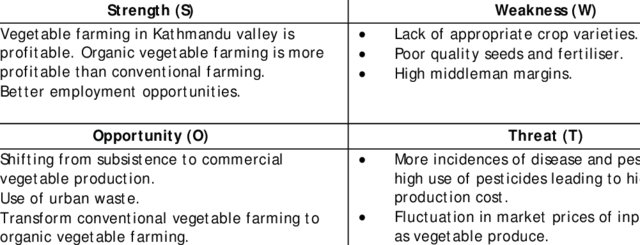 Strength (S)
Vegetable farming in Kathmandu valley is
profitable. Organic vegetable farming is more
profitable than conventional farming.
Better employment opportunities.
Weakness (W)
• Lack of appropriate crop varieties.
• Poor quality seeds and fertiliser.
• High middleman margins.
Opportunity (O)
Shifting from subsistence to commercial
vegetable production.
Use of urban waste.
Transform conventional vegetable farming to
organic vegetable farming.
Threat (T)
• More incidences of disease and
high use of pesticides leading to
production cost.
• Fluctuation in market prices of
as vegetable produce.